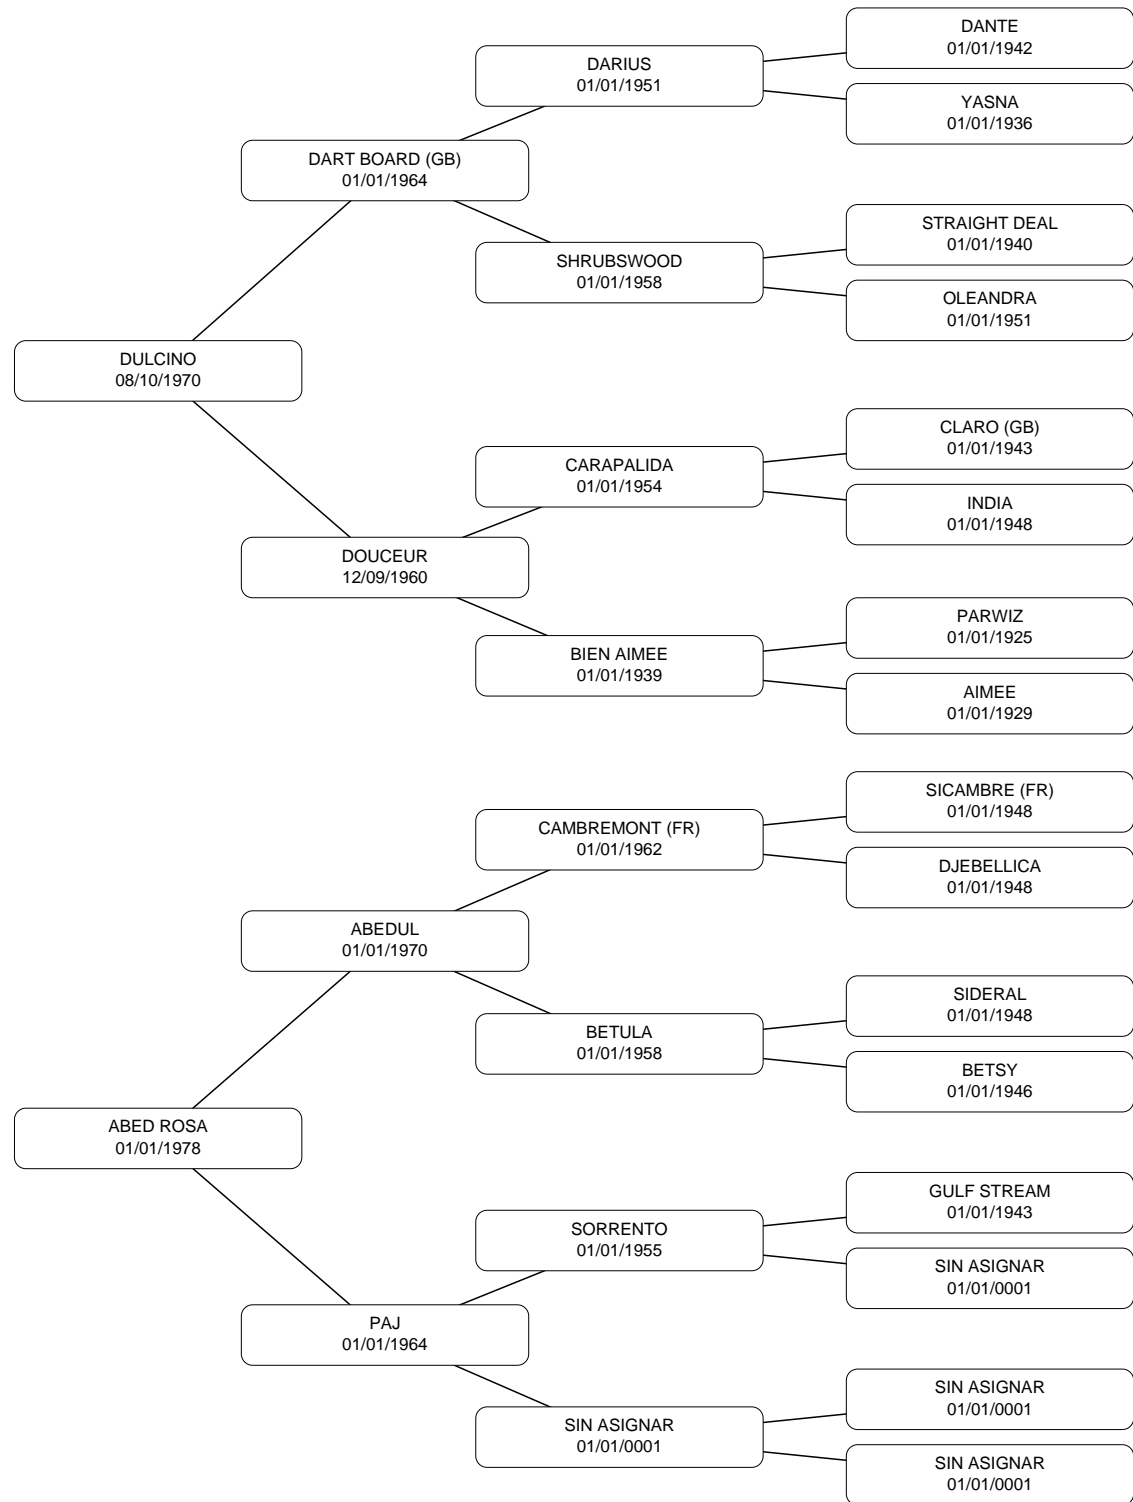 DANTE
01/01/1942
DARIUS
01/01/1951
YASNA
01/01/1936
DART BOARD (GB)
01/01/1964
STRAIGHT DEAL
01/01/1940
SHRUBSWOOD
01/01/1958
OLEANDRA
01/01/1951
DULCINO
08/10/1970
CLARO (GB)
01/01/1943
CARAPALIDA
01/01/1954
INDIA
01/01/1948
DOUCEUR
12/09/1960
PARWIZ
01/01/1925
BIEN AIMEE
01/01/1939
AIMEE
01/01/1929
SICAMBRE (FR)
01/01/1948
CAMBREMONT (FR)
01/01/1962
DJEBELLICA
01/01/1948
ABEDUL
01/01/1970
SIDERAL
01/01/1948
BETULA
01/01/1958
BETSY
01/01/1946
ABED ROSA
01/01/1978
GULF STREAM
01/01/1943
SORRENTO
01/01/1955
SIN ASIGNAR
01/01/0001
PAJ
01/01/1964
SIN ASIGNAR
01/01/0001
SIN ASIGNAR
01/01/0001
SIN ASIGNAR
01/01/0001